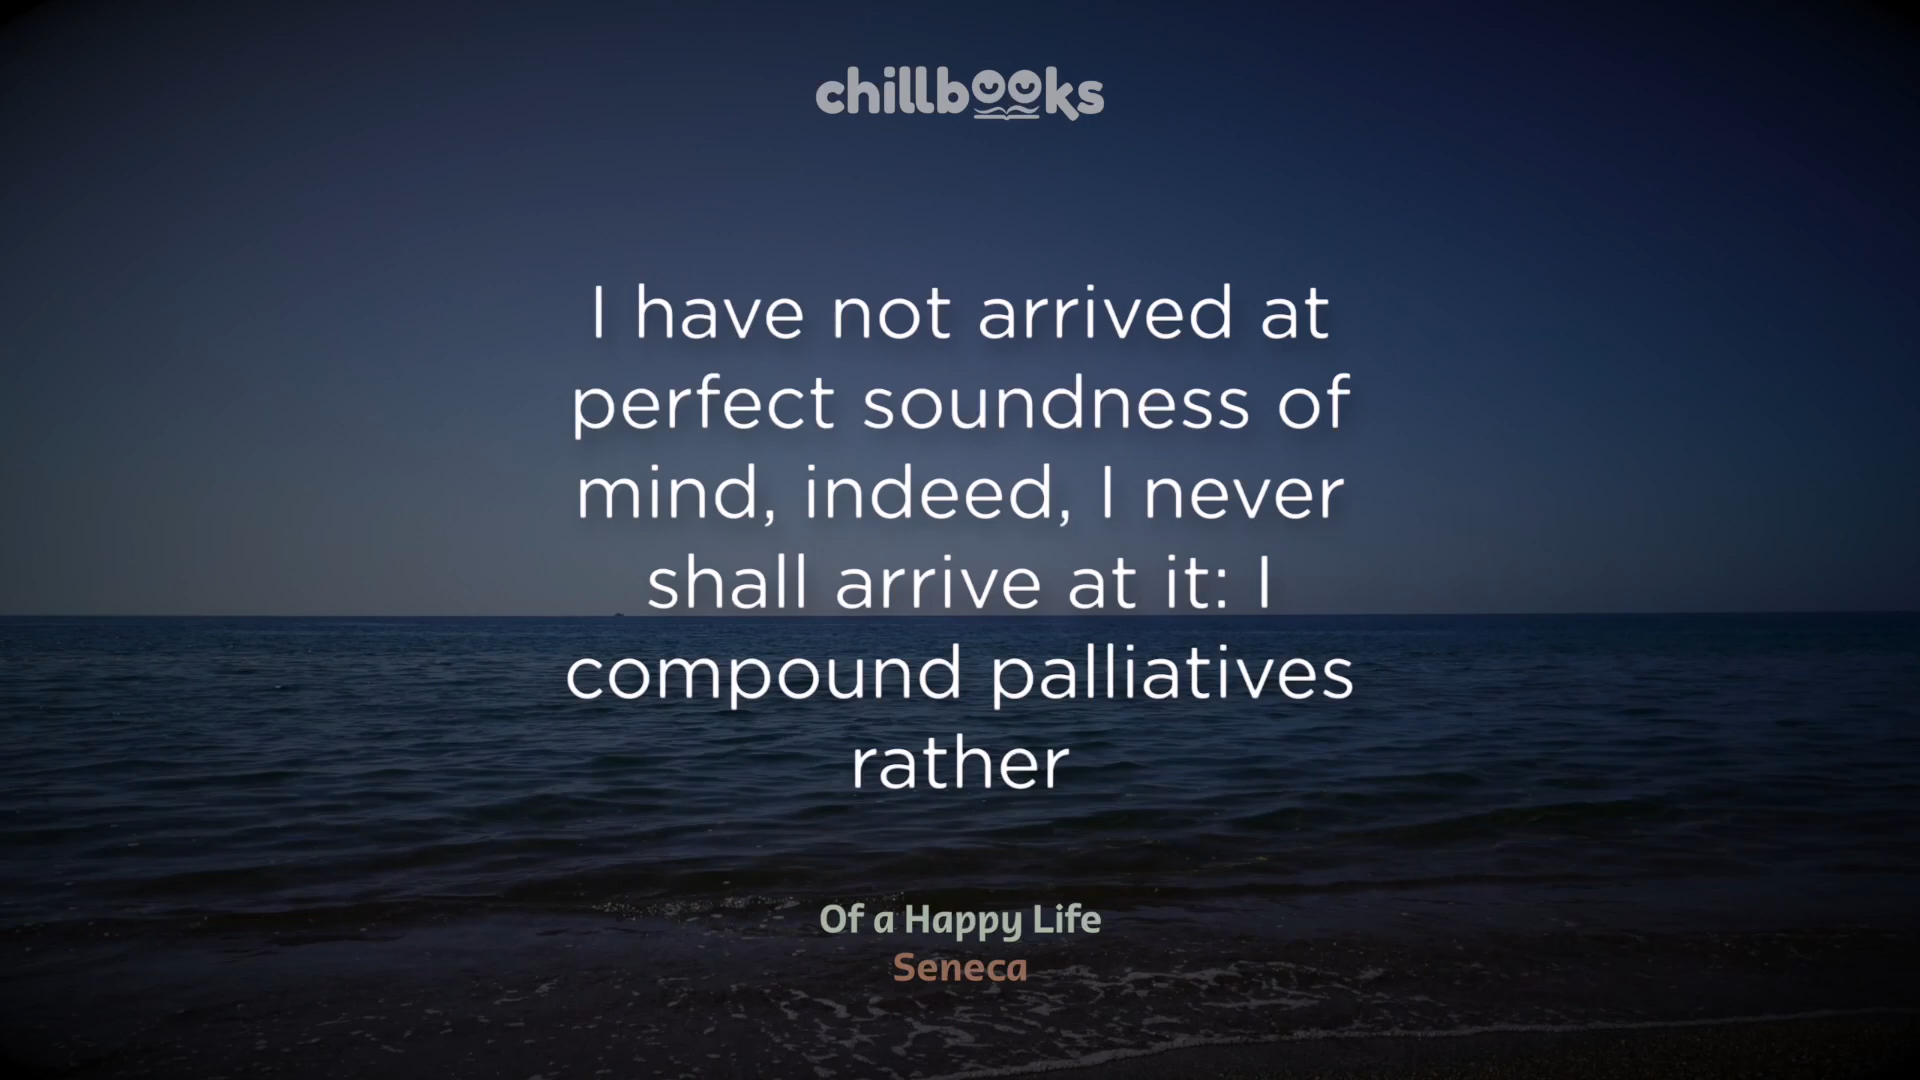 chillbooks
I have not arrived at
perfect soundness of
mind, indeed, I never
shall arrive at it: I
compound palliatives
rather
Of a Happy Life
Seneca